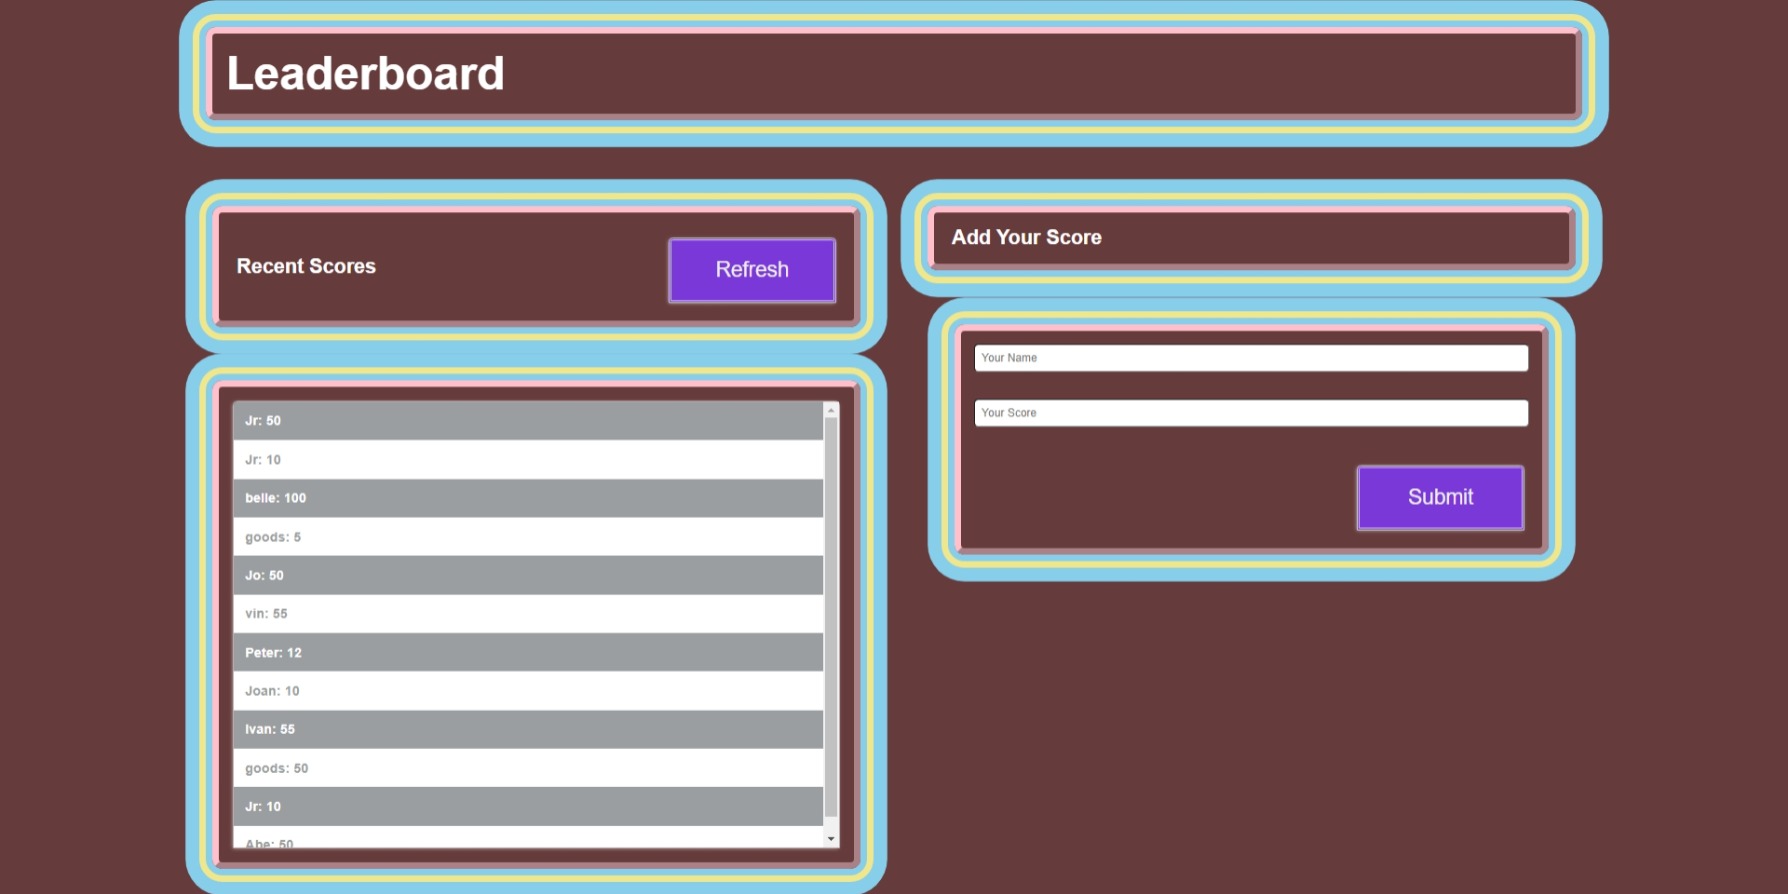 Leaderboard
Recent Scores
Refresh
Jr: 50
Jr: 10
belle: 100
goods: 5
Jo: 50
vin: 55
Peter: 12
Joan: 10
Ivan: 55
goods: 50
Jr: 10
Abe: 50
Add Your Score
Your Name
Your Score
Submit